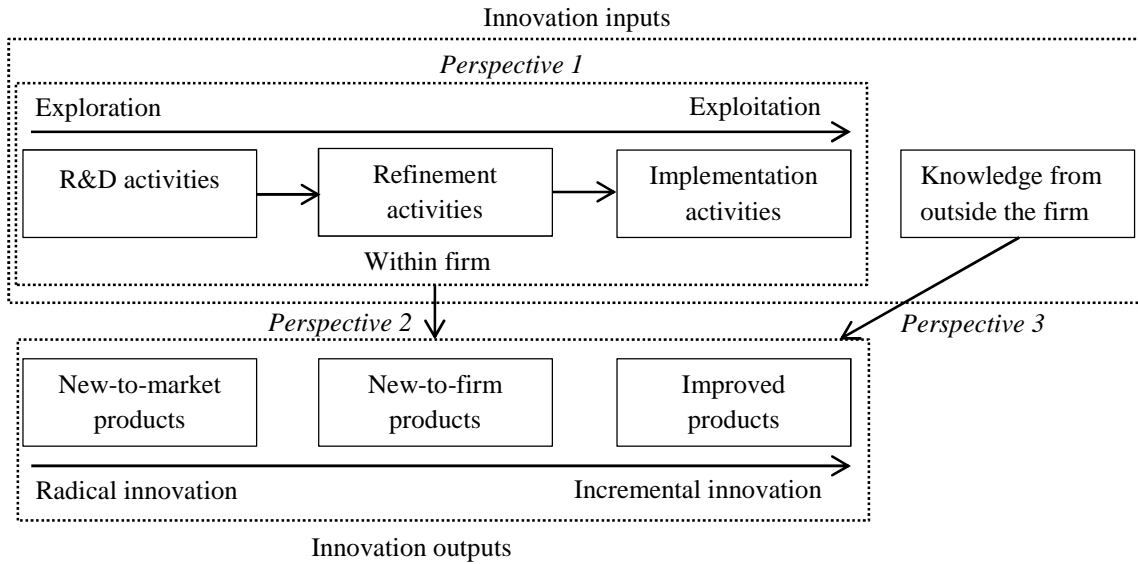 Innovation inputs
Perspective 1
Exploration
Exploitation
R&D activities
Refinement
activities
Implementation
activities
Knowledge from
outside the firm
Within firm
Perspective 2
Perspective 3
New-to-market
products
New-to-firm
products
Improved
products
Radical innovation
Incremental innovation
Innovation outputs